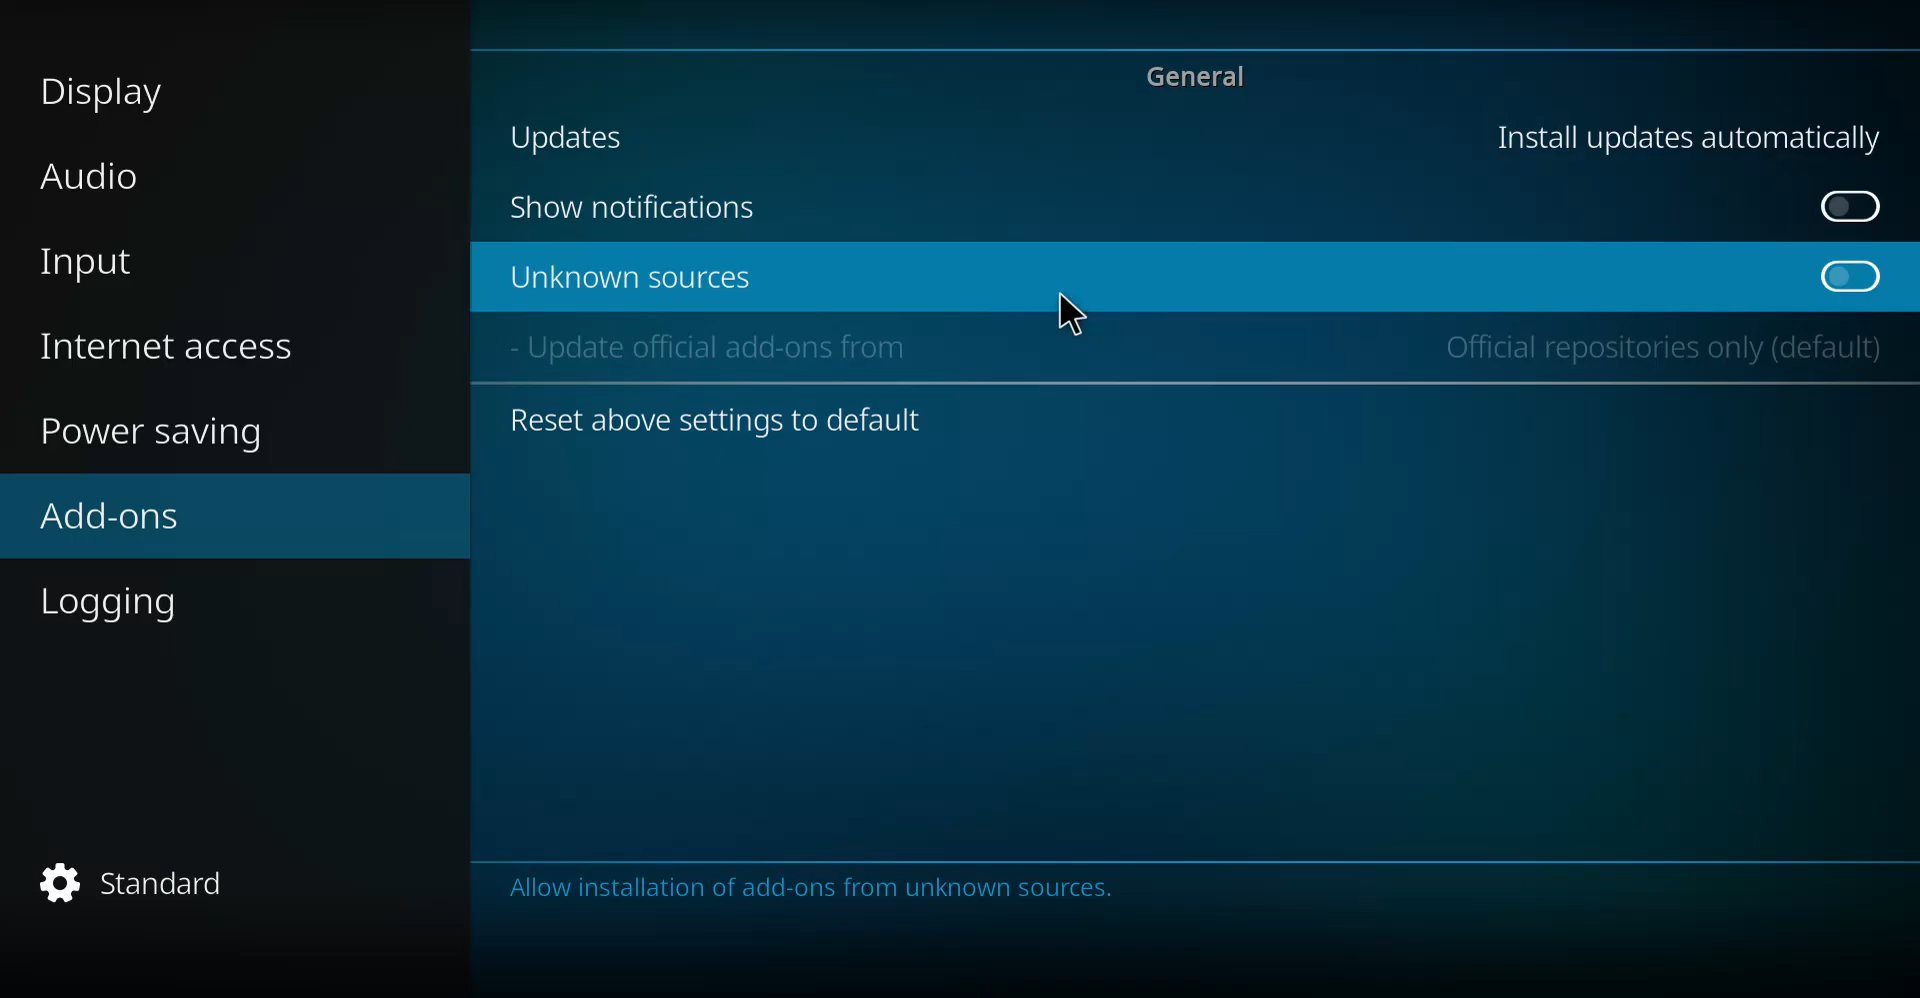 Display
Audio
Input
Internet access
Power saving
Add-ons
Logging
Standard
General
Updates Install updates automatically
Show notifications
Unknown sources
- Update official add-ons from Official repositories only (default)
Reset above settings to default
Allow installation of add-ons from unknown sources.